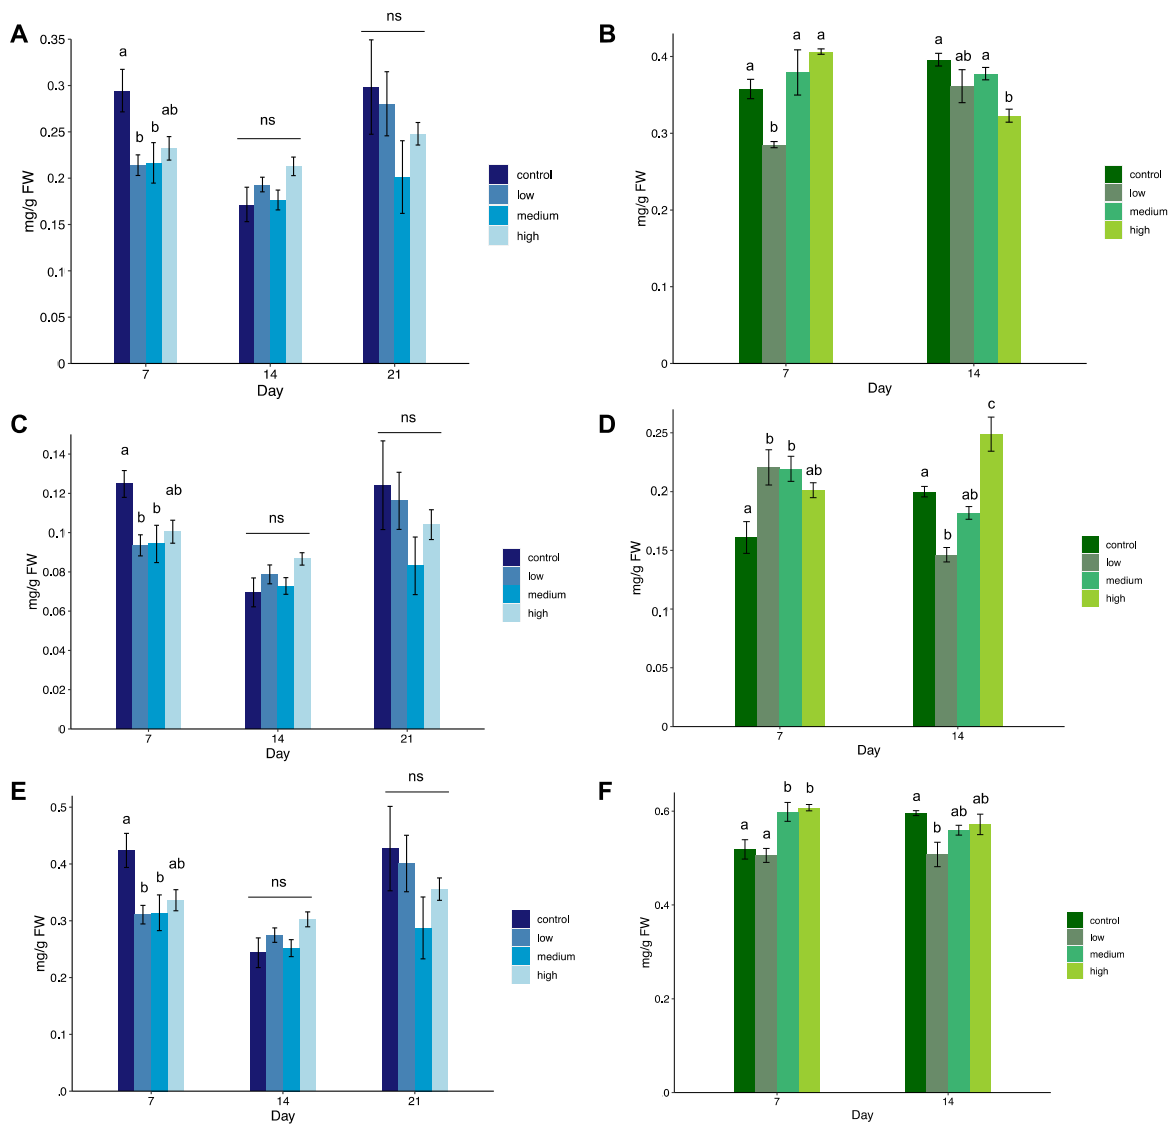 A
mg/g FW
0.35
0.3
0.25
0.2
0.15
0.1
0.05
0
a
b
b
ab
ns
ns
7
14
21
Day
control
low
medium
high
B
mg/g FW
0.4
0.3
0.2
0.1
0
a
b
a
a
a
ab
a
b
7
14
Day
control
low
medium
high
C
mg/g FW
0.14
0.12
0.1
0.08
0.06
0.04
0.02
0
a
b
b
ab
ns
ns
7
14
21
Day
control
low
medium
high
D
mg/g FW
0.25
0.2
0.15
0.1
0.05
0
a
b
b
ab
a
b
ab
c
7
14
Day
control
low
medium
high
E
mg/g FW
0.5
0.4
0.3
0.2
0.1
.0
a
b
b
ab
ns
ns
7
14
21
Day
control
low
medium
high
F
mg/g FW
0.6
0.4
0.2
0
a
a
b
b
a
b
ab
ab
7
14
Day
control
low
medium
high